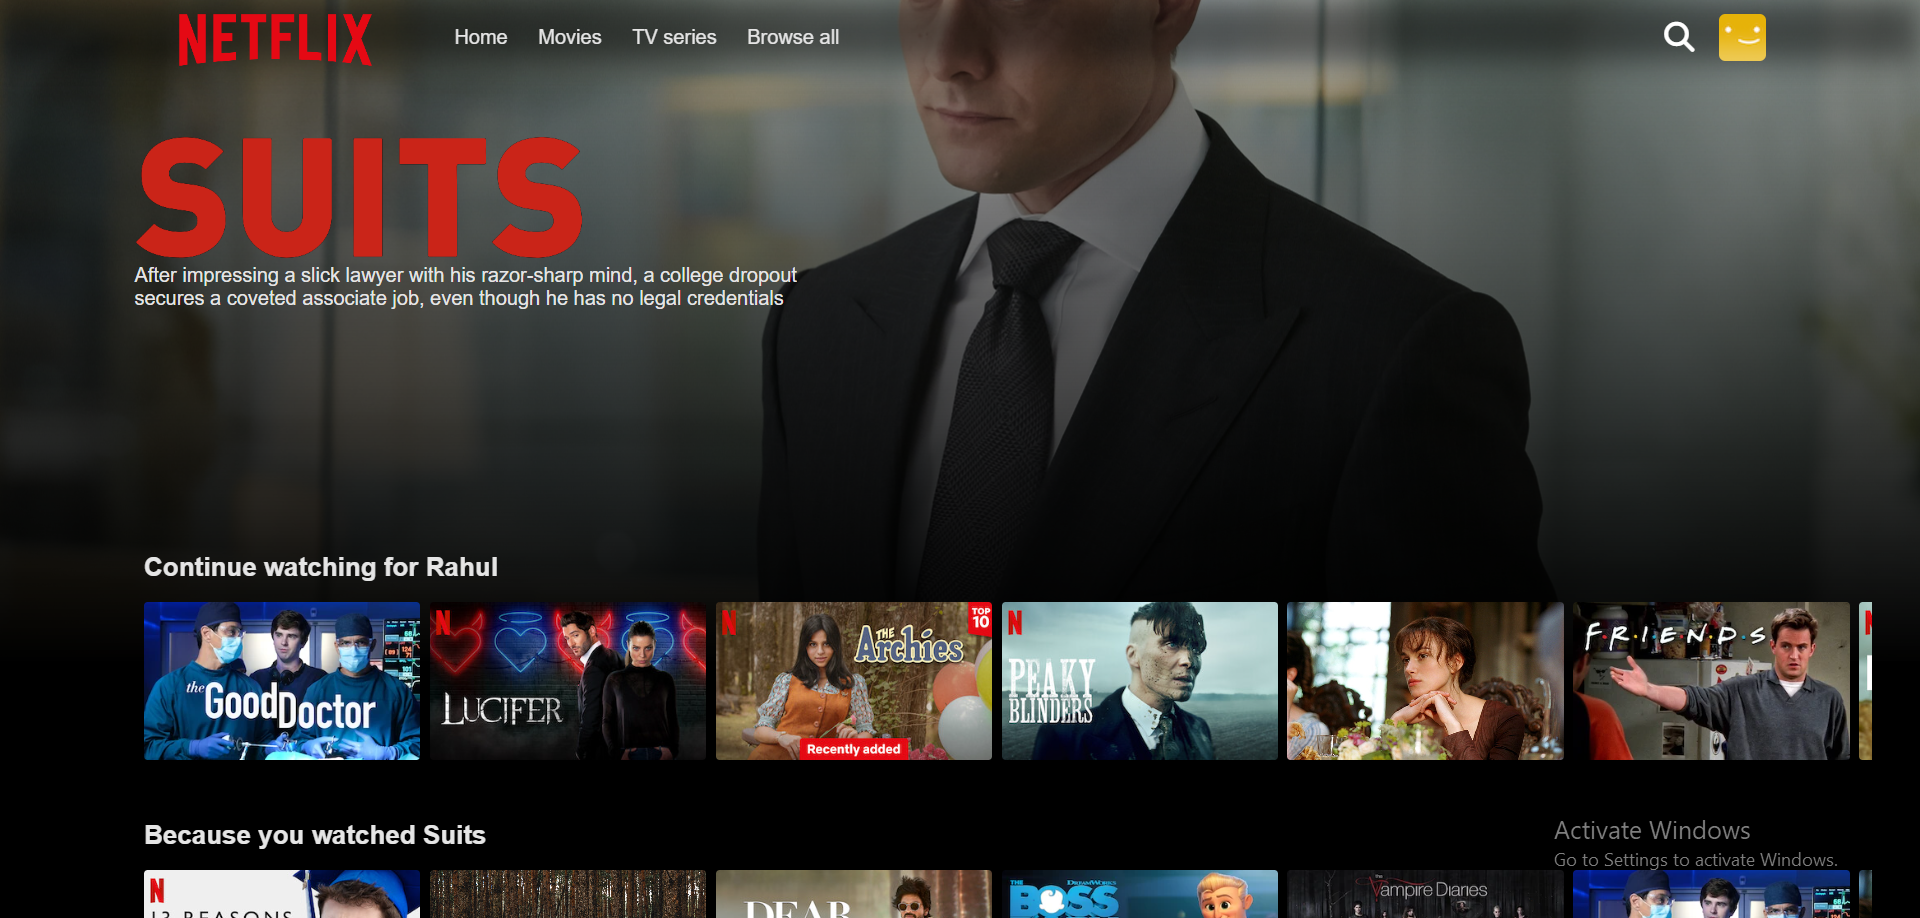 NETFLIX
Home
Movies
TV series
Browse all
SUITS
After impressing a slick lawyer with his razor-sharp mind, a college dropout
secures a coveted associate job, even though he has no legal credentials
Continue watching for Rahul
the
Good Doctor
N
LUCIFER
N
THE
Archies
TOP
10
Recently added
N
PEAKY
BLINDERS
F·R·I·E·N·D·S
Because you watched Suits
Activate Windows
Go to Settings to activate Windows.
N
13 REASONS
DEAR
THE
DREAMWORKS
BOSS
the
Vampire Diaries